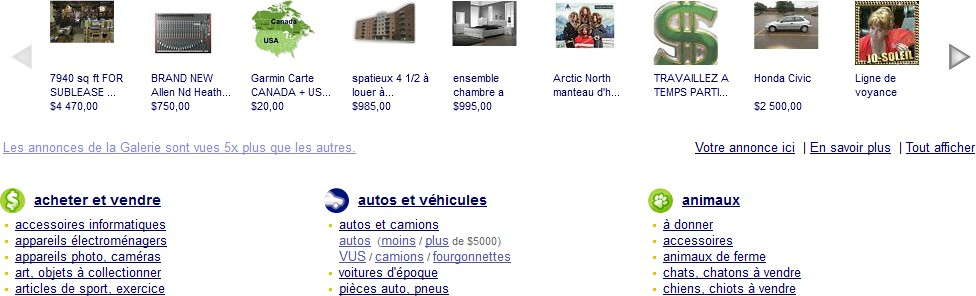 Canada
USA
JO-SOLEIL
7940 sq ft FOR
SUBLEASE ...
$4 470,00
BRAND NEW
Allen Nd Heath...
$750,00
Garmin Carte
CANADA + US...
$20,00
spatieux 4 1/2 à
louer à...
$985,00
ensemble
chambre a
$995,00
Arctic North
manteau d'h...
TRAVAILLEZ A
TEMPS PARTI...
Honda Civic
$2 500,00
Ligne de
voyance
Les annonces de la Galerie sont vues 5x plus que les autres.
Votre annonce ici | En savoir plus | Tout afficher
acheter et vendre
accessoires informatiques
appareils électroménagers
appareils photo, caméras
art, objets à collectionner
articles de sport, exercice
autos et véhicules
autos et camions
autos (moins / plus de $5000)
VUS / camions / fourgonnettes
voitures d'époque
pièces auto, pneus
animaux
à donner
accessoires
animaux de ferme
chats, chatons à vendre
chiens, chiots à vendre